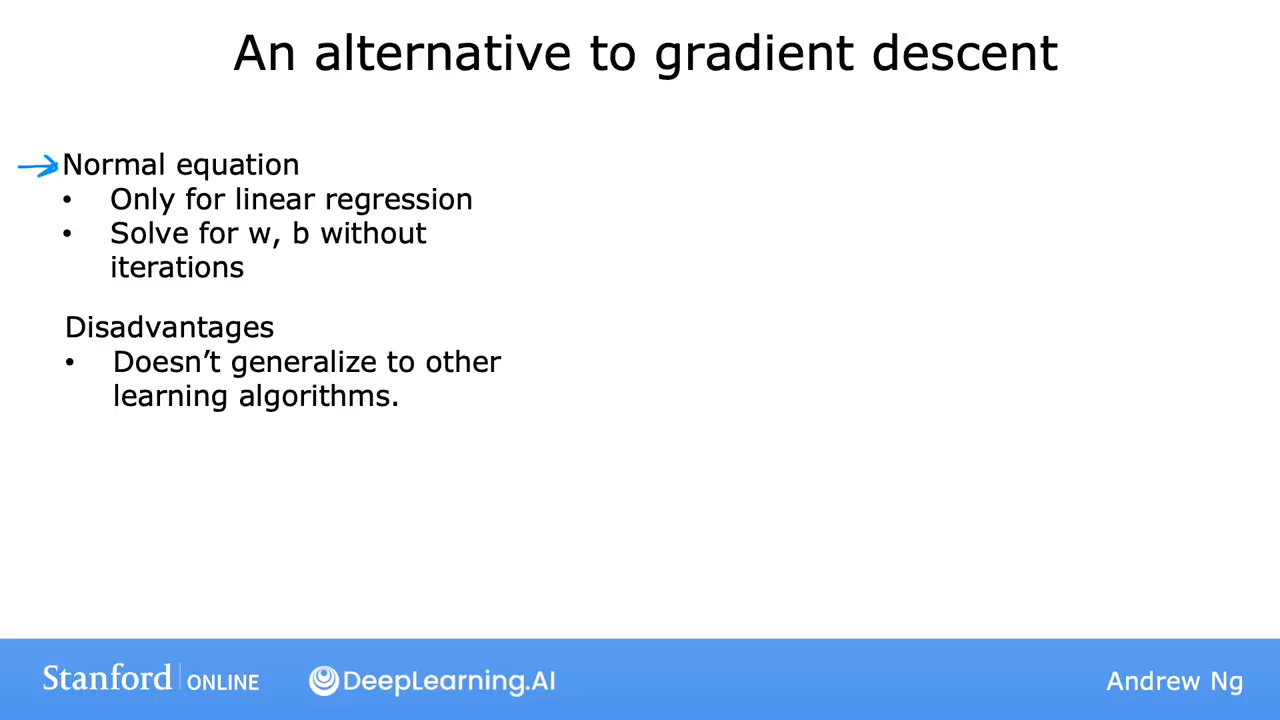 An alternative to gradient descent
Normal equation
• Only for linear regression
• Solve for w, b without
iterations
Disadvantages
• Doesn’t generalize to other
learning algorithms.
Stanford | ONLINE DeepLearning.AI Andrew Ng